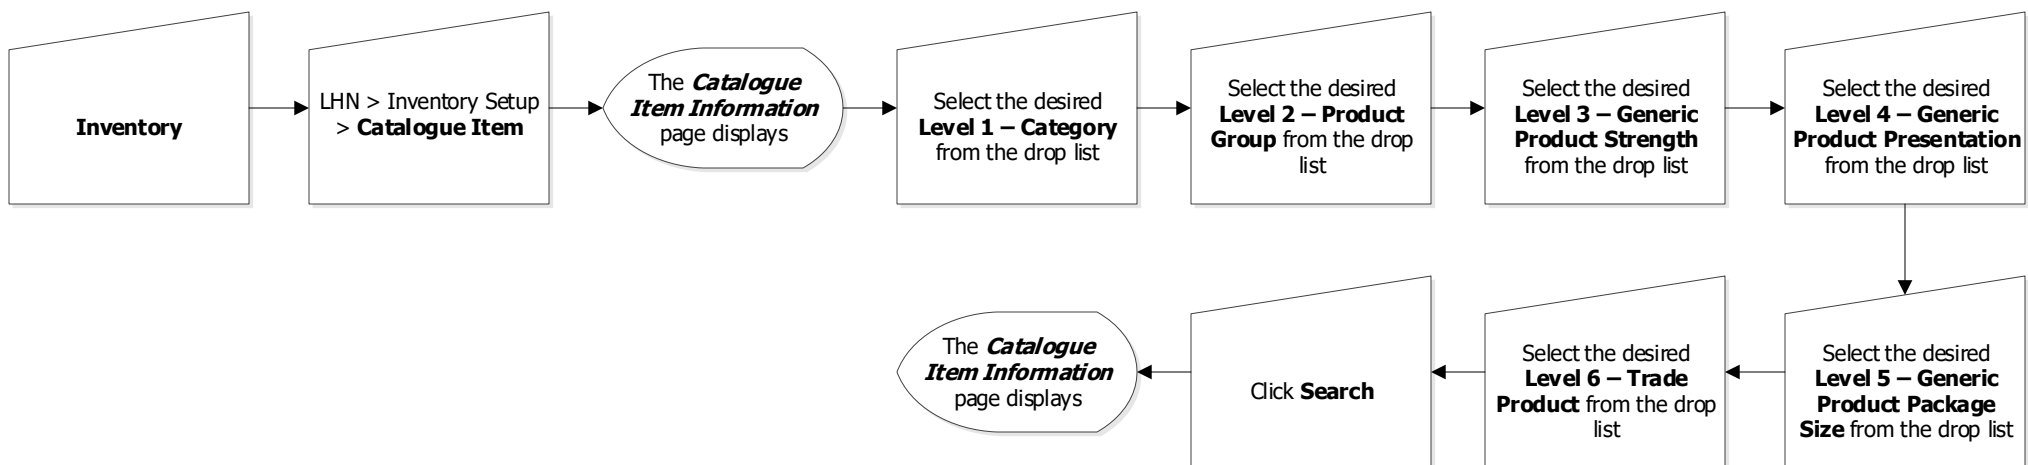 Inventory
LHN > Inventory Setup
> Catalogue Item
The Catalogue
Item Information
page displays
Select the desired
Level 1 – Category
from the drop list
Select the desired
Level 2 – Product
Group from the drop
list
Select the desired
Level 3 – Generic
Product Strength
from the drop list
Select the desired
Level 4 – Generic
Product Presentation
from the drop list
Select the desired
Level 5 – Generic
Product Package
Size from the drop list
Select the desired
Level 6 – Trade
Product from the drop
list
Click Search
The Catalogue
Item Information
page displays